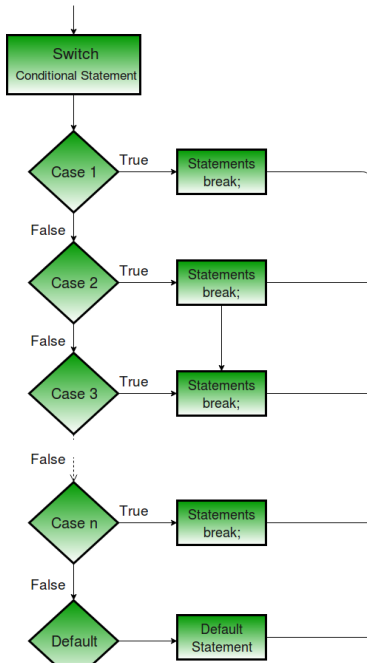 Switch
Conditional Statement
Case 1
True
Statements
break;
False
Case 2
True
Statements
break;
False
Case 3
True
Statements
break;
False
Case n
True
Statements
break;
False
Default
Default
Statement